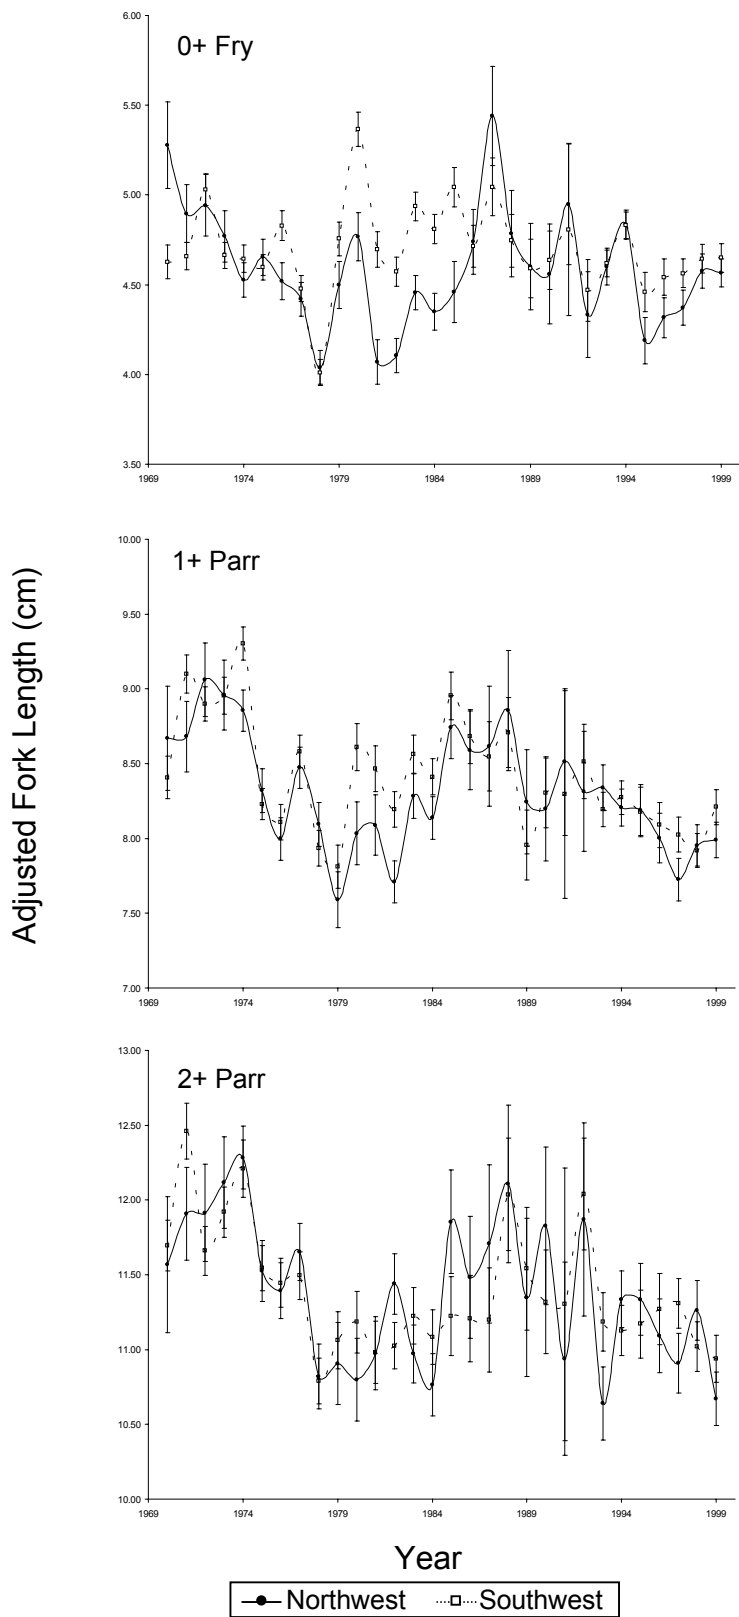 0+ Fry
6.00
5.50
5.00
4.50
4.00
3.50
1969 1974 1979 1984 1989 1994 1999
1+ Parr
10.00
9.50
9.00
8.50
8.00
7.50
7.00
1969 1974 1979 1984 1989 1994 1999
Adjusted Fork Length (cm)
2+ Parr
13.00
12.50
12.00
11.50
11.00
10.50
10.00
1969 1974 1979 1984 1989 1994 1999
Year
Northwest Southwest